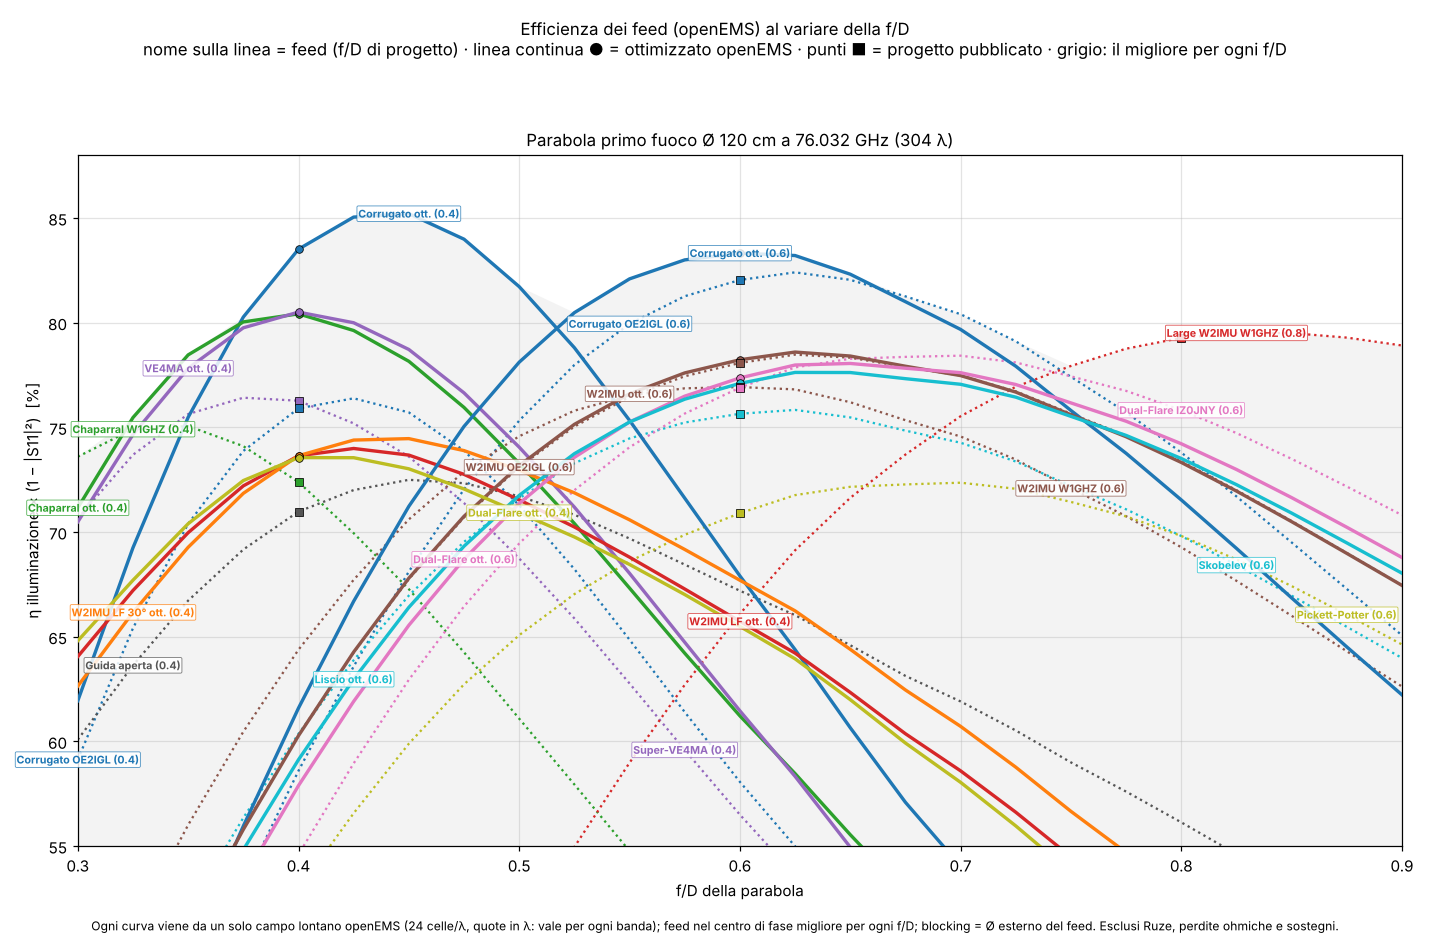 Efficienza dei feed (openEMS) al variare della f/D
nome sulla linea = feed (f/D di progetto) · linea continua ● = ottimizzato openEMS · punti ■ = progetto pubblicato · grigio: il migliore per ogni f/D
Parabola primo fuoco Ø 120 cm a 76.032 GHz (304 λ)
85
80
75
70
65
60
55
η illuminazione × (1 − |S11|²) [%]
Corrugato ott. (0.4)
Corrugato ott. (0.6)
Corrugato OE2IGL (0.6)
Large W2IMU W1GHZ (0.8)
VE4MA ott. (0.4)
W2IMU ott. (0.6)
Dual-Flare IZ0JNY (0.6)
Chaparral W1GHZ (0.4)
W2IMU OE2IGL (0.6)
W2IMU W1GHZ (0.6)
Chaparral ott. (0.4)
Dual-Flare ott. (0.4)
Dual-Flare ott. (0.6)
Skobelev (0.6)
W2IMU LF 30° ott. (0.4)
W2IMU LF ott. (0.4)
Pickett-Potter (0.6)
Guida aperta (0.4)
Liscio ott. (0.6)
Super-VE4MA (0.4)
Corrugato OE2IGL (0.4)
0.3 0.4 0.5 0.6 0.7 0.8 0.9
f/D della parabola
Ogni curva viene da un solo campo lontano openEMS (24 celle/λ, quote in λ: vale per ogni banda); feed nel centro di fase migliore per ogni f/D; blocking = Ø esterno del feed. Esclusi Ruze, perdite ohmiche e sostegni.